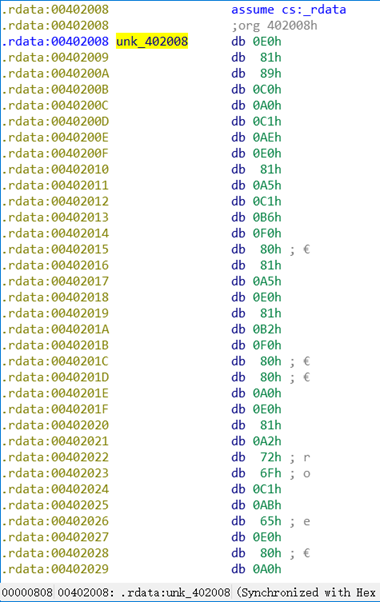 .rdata:00402008 assume cs:_rdata
.rdata:00402008 ;org 402008h
.rdata:00402008 unk_402008 db 0E0h
.rdata:00402009 db 81h
.rdata:0040200A db 89h
.rdata:0040200B db 0C0h
.rdata:0040200C db 0A0h
.rdata:0040200D db 0C1h
.rdata:0040200E db 0AEh
.rdata:0040200F db 0E0h
.rdata:00402010 db 81h
.rdata:00402011 db 0A5h
.rdata:00402012 db 0C1h
.rdata:00402013 db 0B6h
.rdata:00402014 db 0F0h
.rdata:00402015 db 80h ; €
.rdata:00402016 db 81h
.rdata:00402017 db 0A5h
.rdata:00402018 db 0E0h
.rdata:00402019 db 81h
.rdata:0040201A db 0B2h
.rdata:0040201B db 0F0h
.rdata:0040201C db 80h ; €
.rdata:0040201D db 80h ; €
.rdata:0040201E db 0A0h
.rdata:0040201F db 0E0h
.rdata:00402020 db 81h
.rdata:00402021 db 0A2h
.rdata:00402022 db 72h ; r
.rdata:00402023 db 6Fh ; o
.rdata:00402024 db 0C1h
.rdata:00402025 db 0ABh
.rdata:00402026 db 65h ; e
.rdata:00402027 db 0E0h
.rdata:00402028 db 80h ; €
.rdata:00402029 db 0A0h
00000808 00402008: .rdata:unk_402008 (Synchronized with Hex